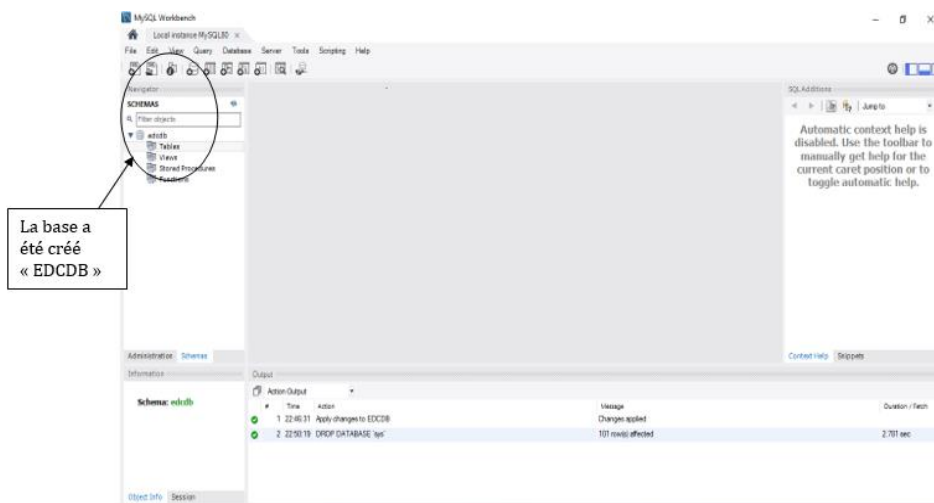 MySQL Workbench
Local instance MySQL80 ×
File Edit View Query Database Server Tools Scripting Help
Navigator
SCHEMAS
Filter objects
edcdb
Tables
Views
Stored Procedures
Functions
La base a
été créé
« EDCDB »
Administration Schemas
Information
Schema: edcdb
Object Info Session
SQL Additions
Jump to
Automatic context help is
disabled. Use the toolbar to
manually get help for the
current caret position or to
toggle automatic help.
Context Help Snippets
Output
Action Output
# Time Action Message Duration / Fetch
1 22:46:31 Apply changes to EDCDB Changes applied
2 22:50:19 DROP DATABASE `sys` 101 row(s) affected 2.781 sec